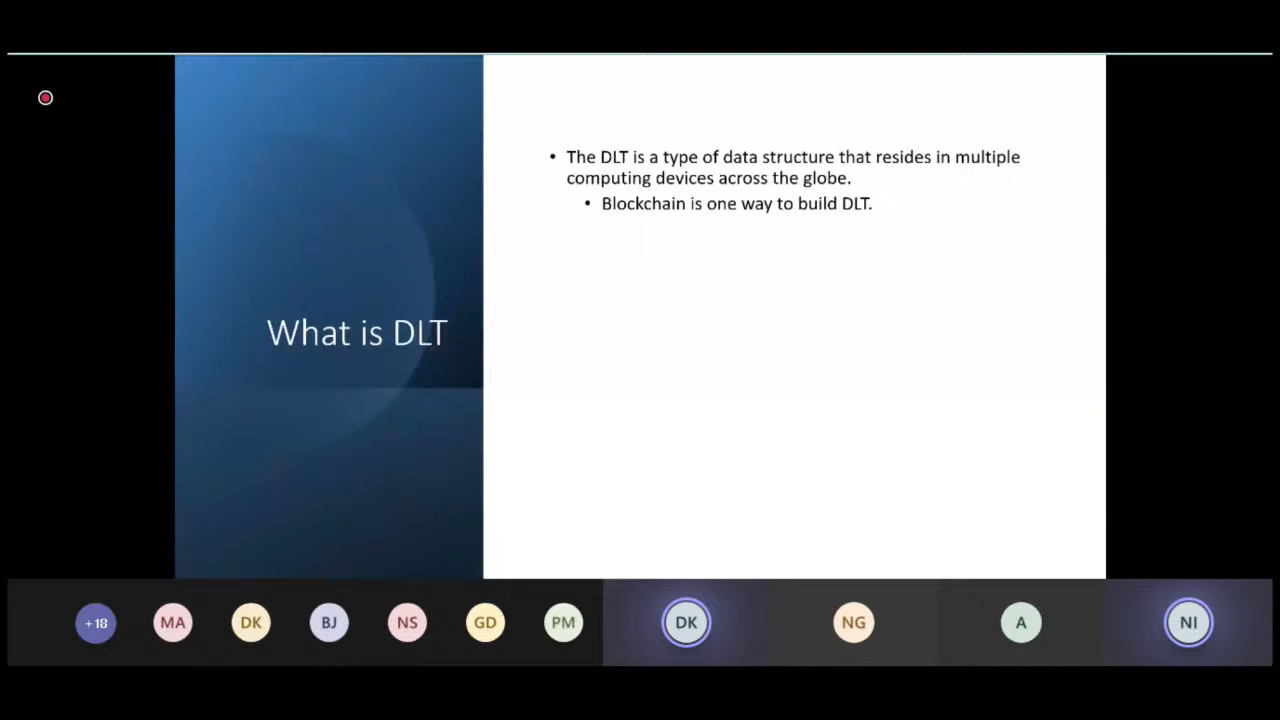 • The DLT is a type of data structure that resides in multiple
computing devices across the globe.
• Blockchain is one way to build DLT.
What is DLT
+18 MA DK BJ NS GD PM DK NG A NI